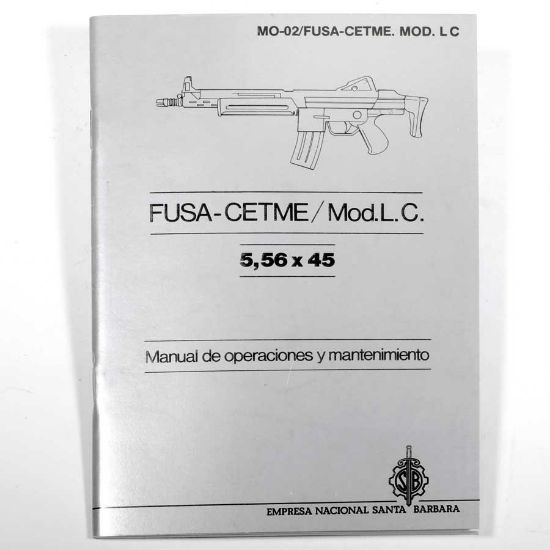 MO-02/FUSA-CETME. MOD. L C
FUSA-CETME/Mod.L.C.
5,56 x 45
Manual de operaciones y mantenimiento
SB
EMPRESA NACIONAL SANTA BARBARA